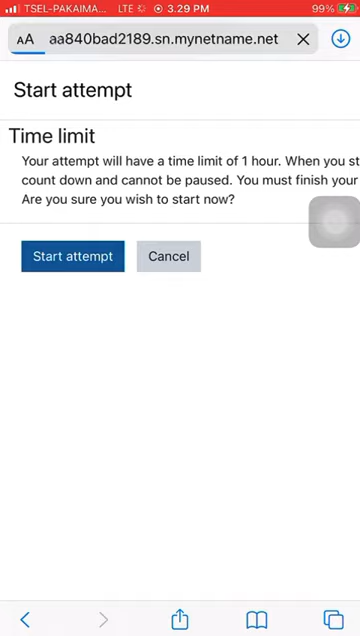 TSEL-PAKAIMA... LTE 3.29 PM 99%
AA aa840bad2189.sn.mynetname.net
Start attempt
Time limit
Your attempt will have a time limit of 1 hour. When you st
count down and cannot be paused. You must finish your
Are you sure you wish to start now?
Start attempt Cancel